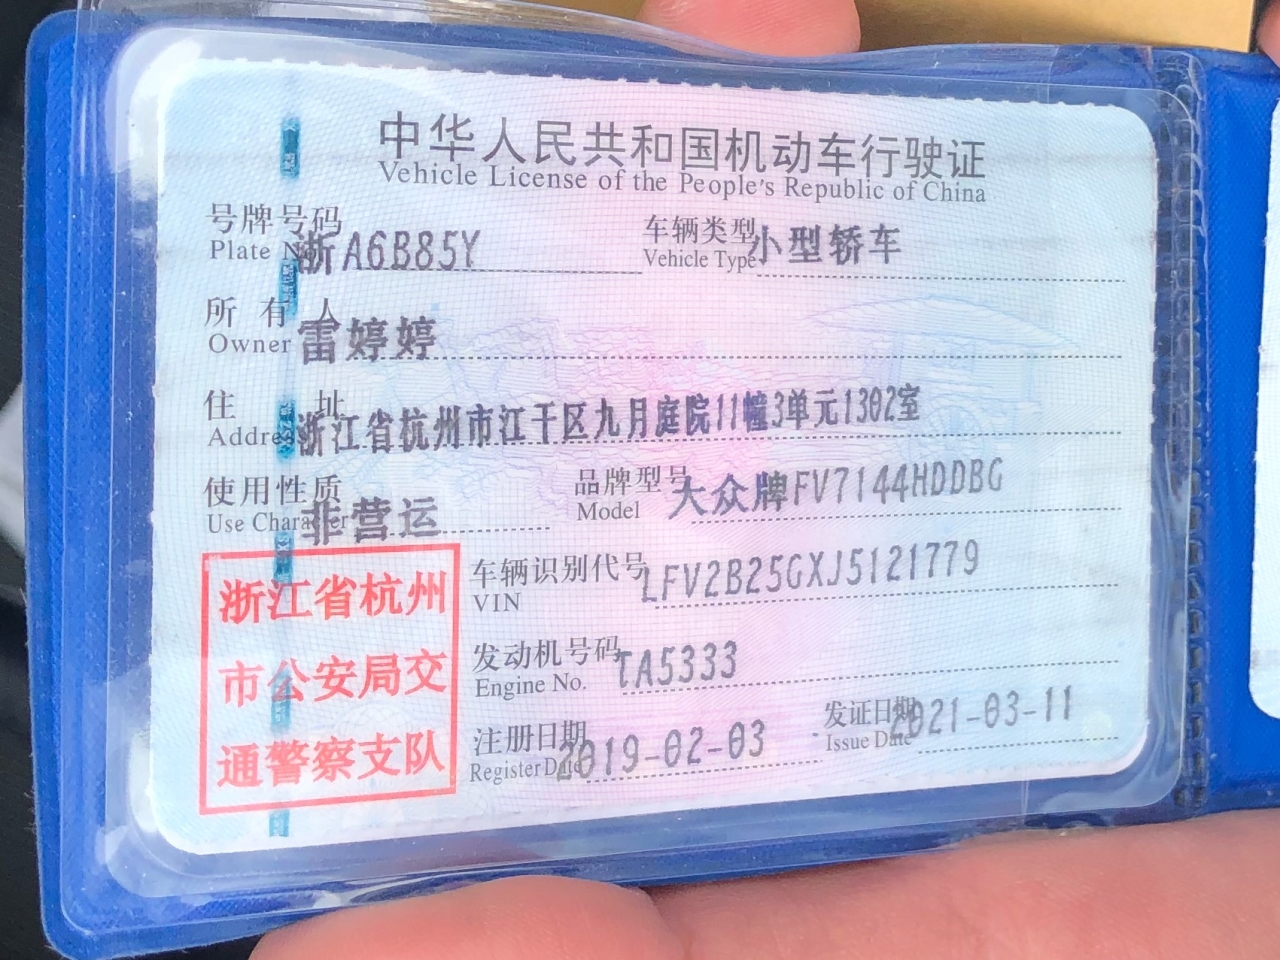 中华人民共和国机动车行驶证
Vehicle License of the People's Republic of China
号牌号码 浙A6B85Y 车辆类型 小型轿车
Plate No. Vehicle Type
所有人 雷婷婷
Owner
住址 浙江省杭州市江干区九月庭院11幢3单元1302室
Address
使用性质 非营运 品牌型号 大众牌FV7144HDDBG
Use Character Model
浙江省杭州
市公安局交
通警察支队
车辆识别代号 LFV2B25GXJ5121779
VIN
发动机号码 TA5333
Engine No.
注册日期 2019-02-03 发证日期 2021-03-11
Register Date Issue Date